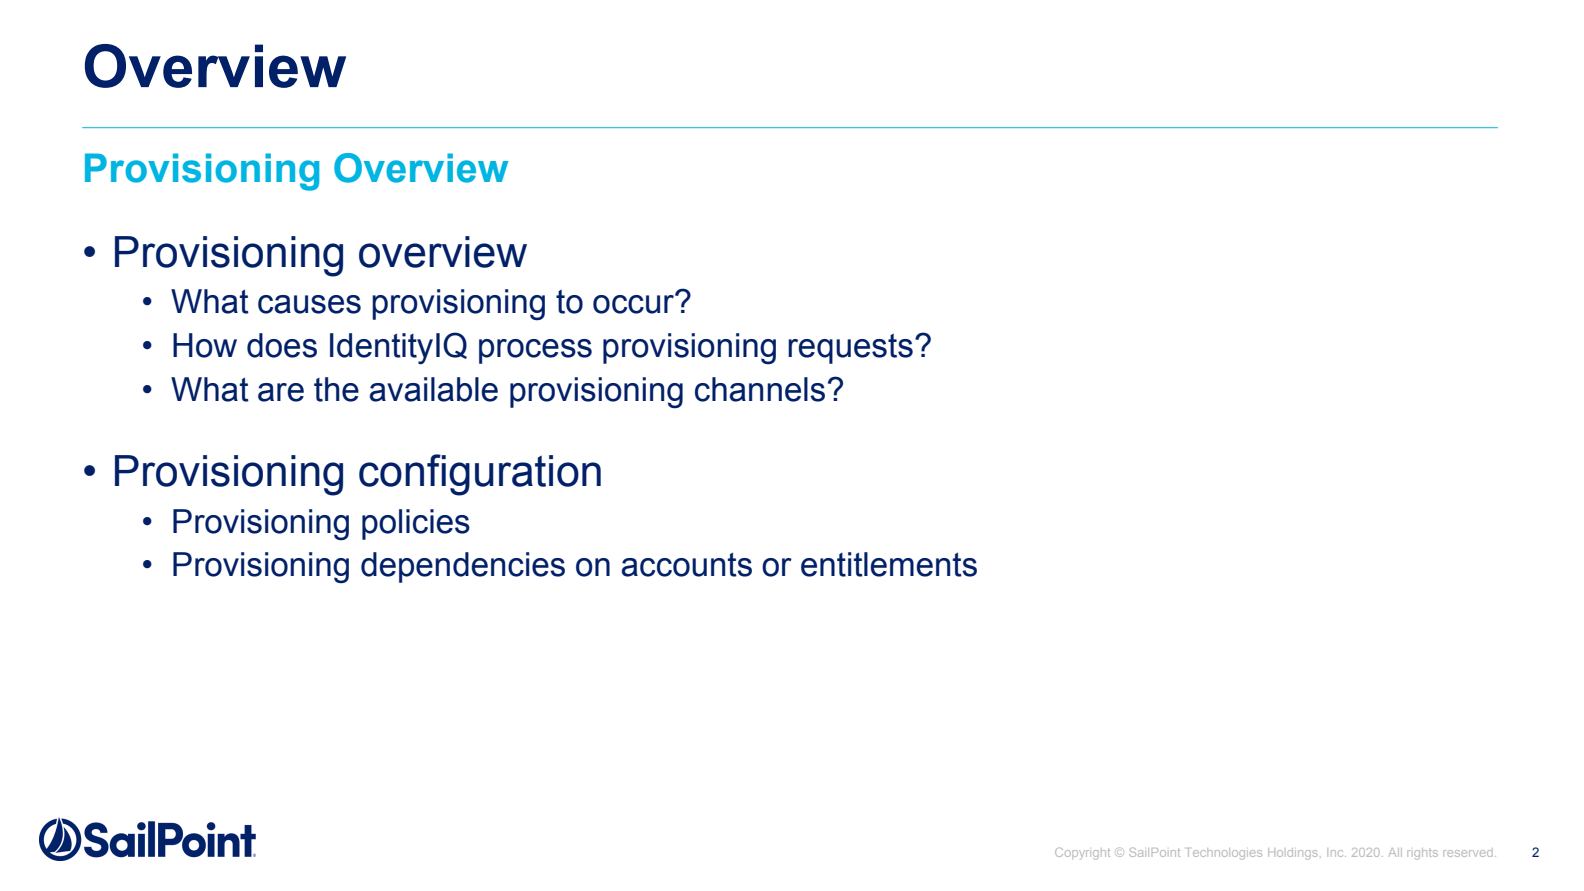 Overview
Provisioning Overview
• Provisioning overview
• What causes provisioning to occur?
• How does IdentityIQ process provisioning requests?
• What are the available provisioning channels?
• Provisioning configuration
• Provisioning policies
• Provisioning dependencies on accounts or entitlements
SailPoint
Copyright © SailPoint Technologies Holdings, Inc. 2020. All rights reserved. 2